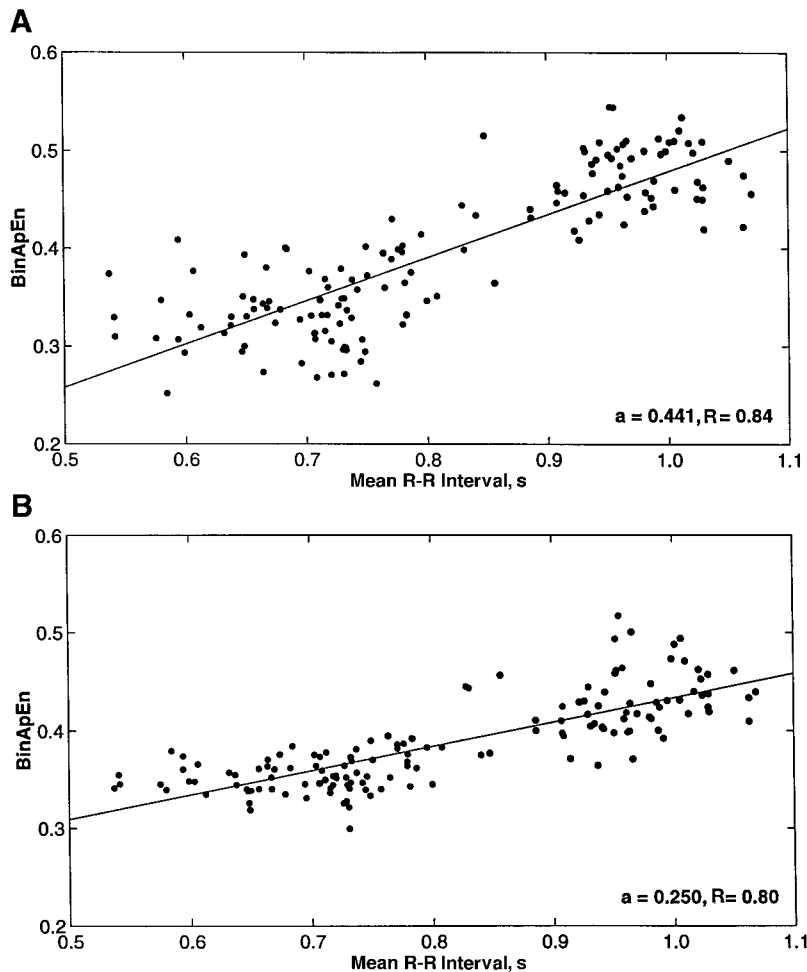 A
0.6
0.5
0.4
0.3
0.2
BinApEn
a = 0.441, R= 0.84
0.5 0.6 0.7 0.8 0.9 1.0 1.1
Mean R-R Interval, s
B
0.6
0.5
0.4
0.3
0.2
BinApEn
a = 0.250, R= 0.80
0.5 0.6 0.7 0.8 0.9 1.0 1.1
Mean R-R Interval, s